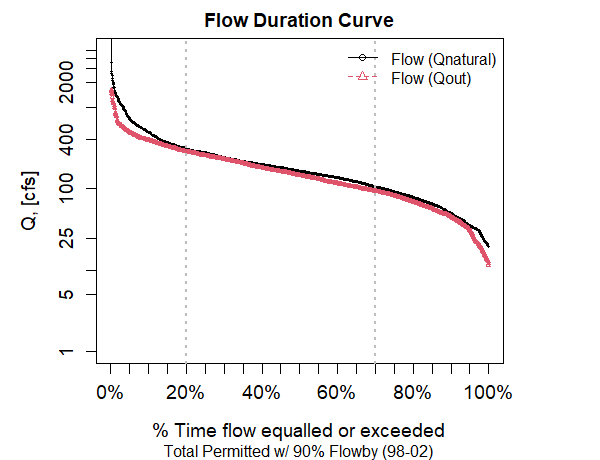 Flow Duration Curve
Flow (Qnatural)
Flow (Qout)
2000
400
100
25
5
1
Q, [cfs]
0% 20% 40% 60% 80% 100%
% Time flow equalled or exceeded
Total Permitted w/ 90% Flowby (98-02)